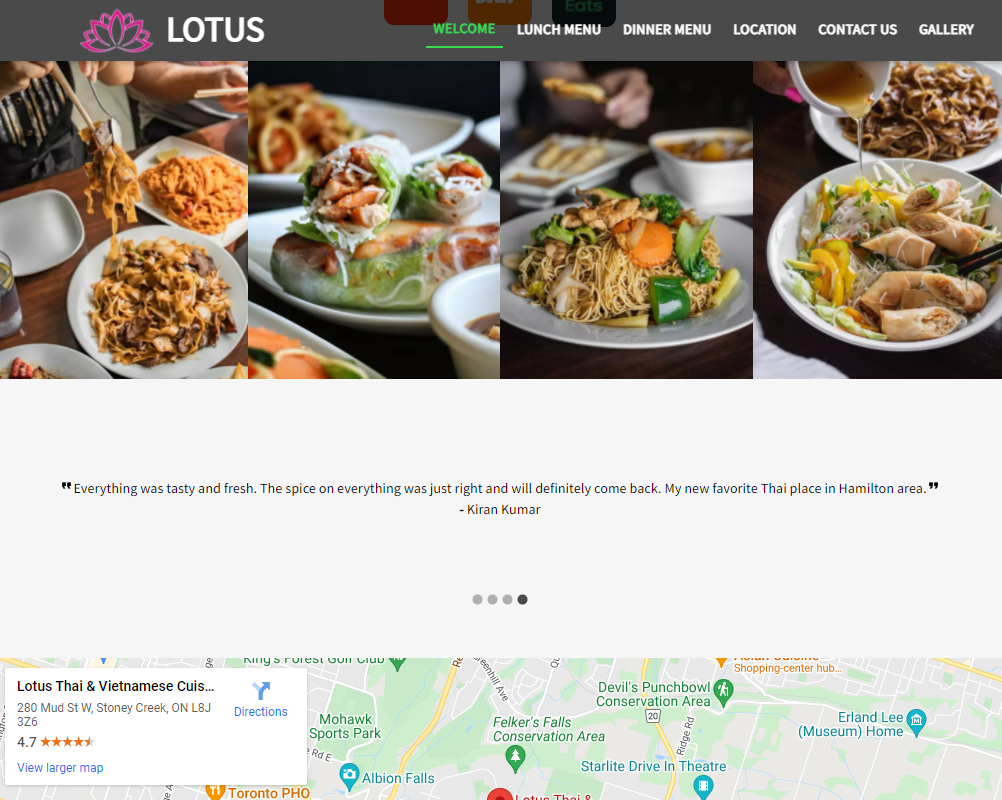 Eats
LOTUS
WELCOME
LUNCH MENU
DINNER MENU
LOCATION
CONTACT US
GALLERY
"Everything was tasty and fresh. The spice on everything was just right and will definitely come back. My new favorite Thai place in Hamilton area."
- Kiran Kumar
King's Forest Golf Club
Shopping-center hub...
Lotus Thai & Vietnamese Cuis...
280 Mud St W, Stoney Creek, ON L8J
3Z6
4.7
Directions
View larger map
Greenhill Ave
Devil's Punchbowl
Conservation Area
20
Mohawk
Sports Park
Felker's Falls
Conservation Area
Ridge Rd
Erland Lee
(Museum) Home
Rd E
Albion Falls
Starlite Drive In Theatre
Toronto PHO
Lotus Thai &